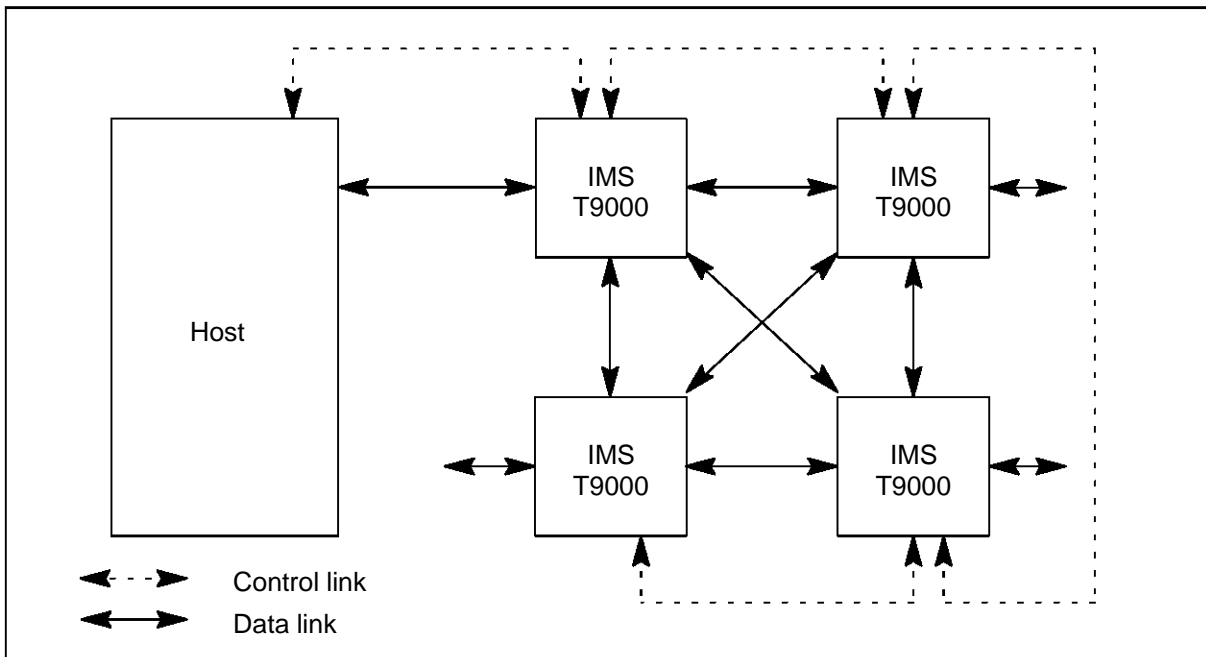 IMS
T9000
IMS
T9000
Host
IMS
T9000
IMS
T9000
Control link
Data link